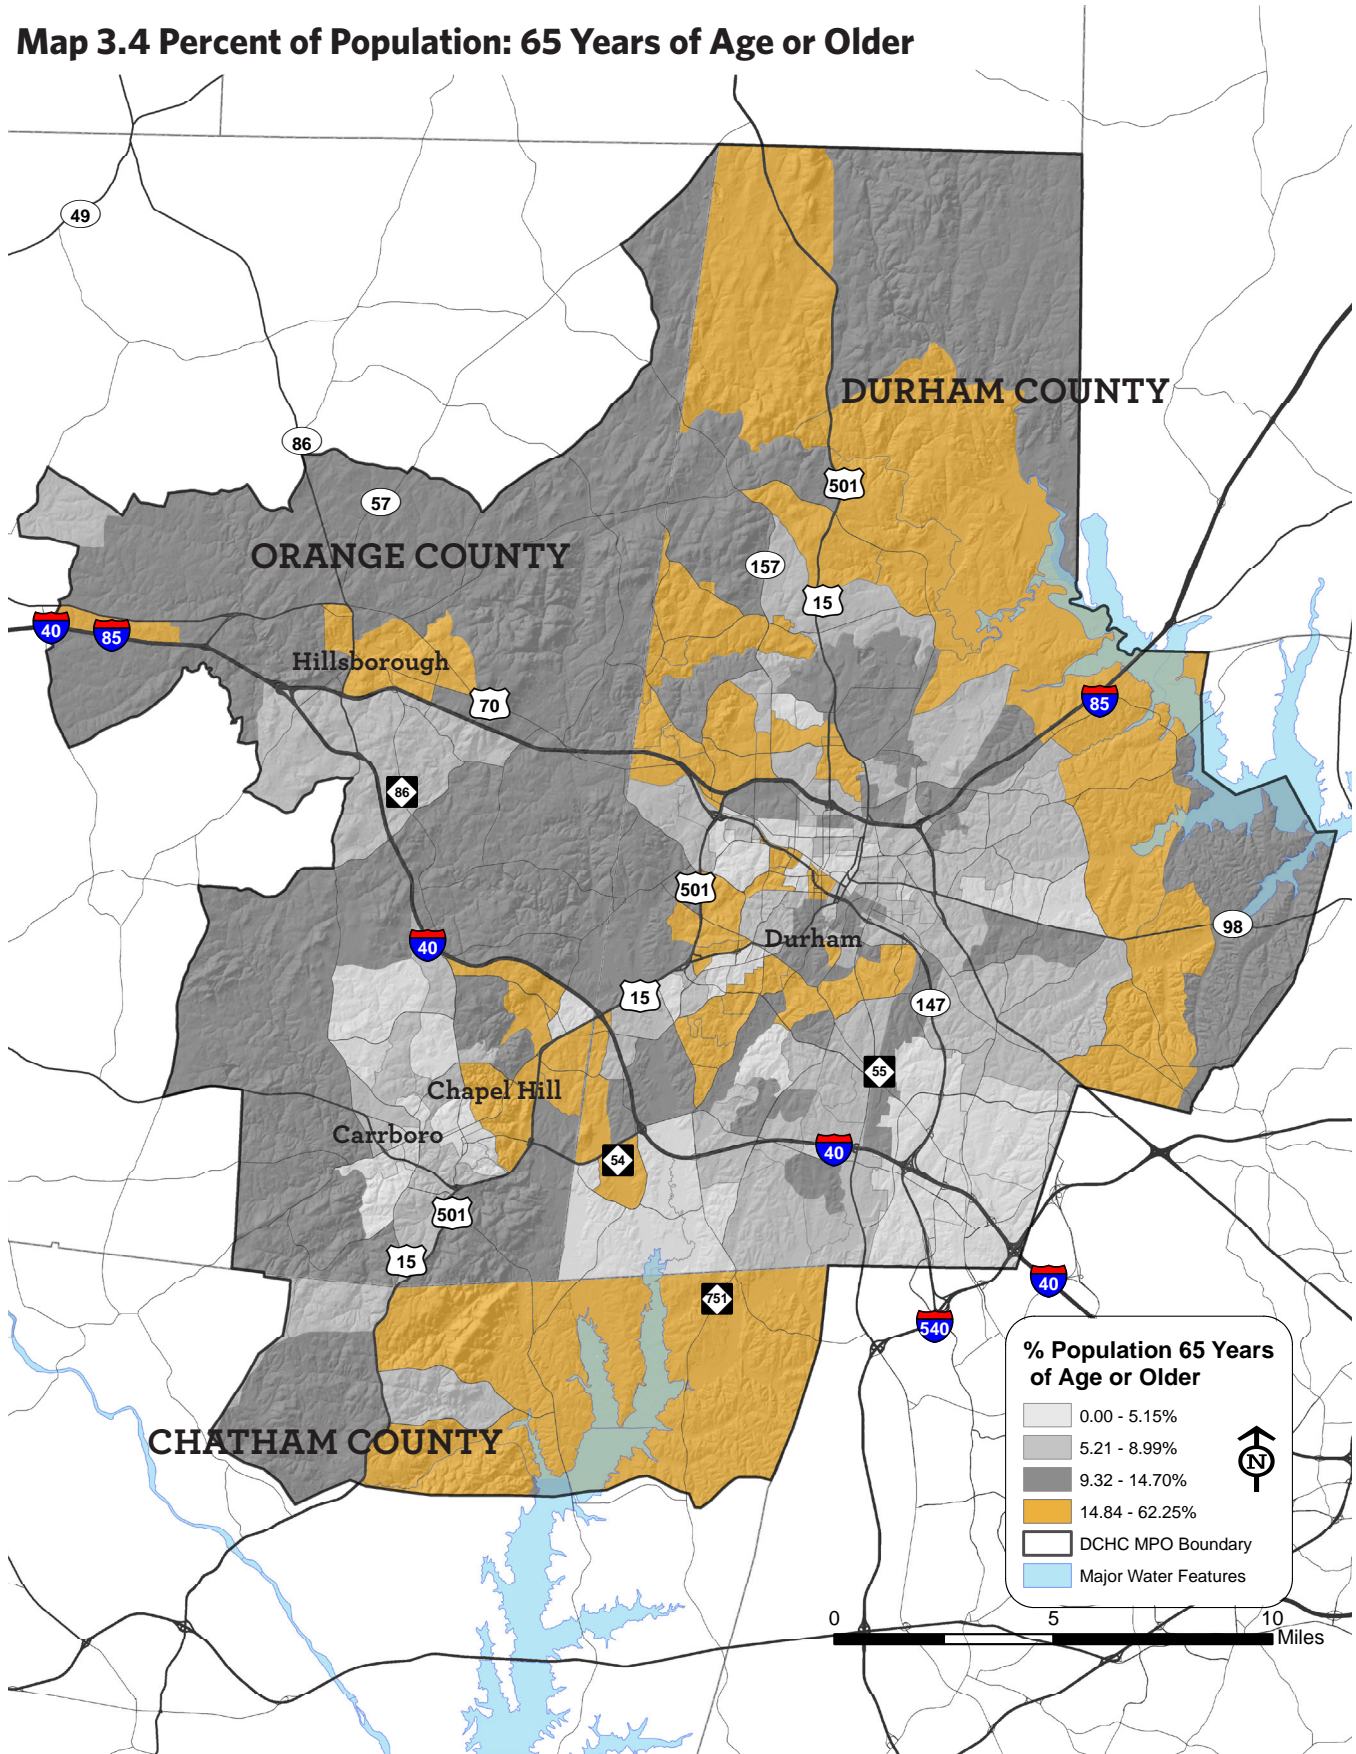 Map 3.4 Percent of Population: 65 Years of Age or Older
49
DURHAM COUNTY
86
501
57
ORANGE COUNTY
157
15
40
85
Hillsborough
70
85
86
501
98
40
Durham
15
147
55
Chapel Hill
Carrboro
40
54
501
15
40
751
540
CHATHAM COUNTY
% Population 65 Years
of Age or Older
0.00 - 5.15%
5.21 - 8.99%
9.32 - 14.70%
14.84 - 62.25%
DCHC MPO Boundary
Major Water Features
N
0 5 10
Miles